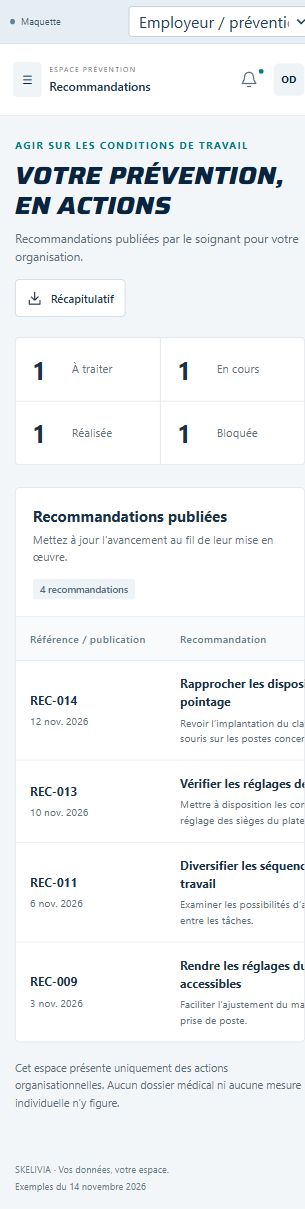 Maquette
Employeur / préventi
ESPACE PRÉVENTION
Recommandations
OD
AGIR SUR LES CONDITIONS DE TRAVAIL
VOTRE PRÉVENTION,
EN ACTIONS
Recommandations publiées par le soignant pour votre
organisation.
Récapitulatif
1 À traiter
1 En cours
1 Réalisée
1 Bloquée
Recommandations publiées
Mettez à jour l'avancement au fil de leur mise en
œuvre.
4 recommandations
Référence / publication Recommandation
REC-014
12 nov. 2026
Rapprocher les dispos
pointage
Revoir l'implantation du cla
souris sur les postes concer
REC-013
10 nov. 2026
Vérifier les réglages de
Mettre à disposition les con
réglage des sièges du plate
REC-011
6 nov. 2026
Diversifier les séquenc
travail
Examiner les possibilités d'a
entre les tâches.
REC-009
3 nov. 2026
Rendre les réglages du
accessibles
Faciliter l'ajustement du ma
prise de poste.
Cet espace présente uniquement des actions
organisationnelles. Aucun dossier médical ni aucune mesure
individuelle n'y figure.
SKELIVIA · Vos données, votre espace.
Exemples du 14 novembre 2026